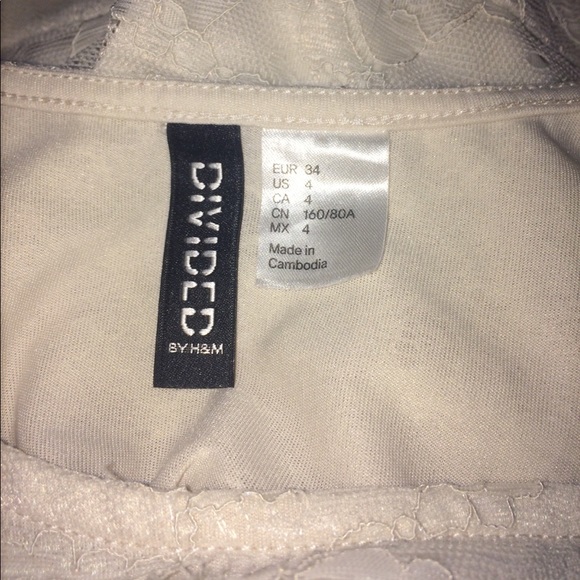 DIVIDED
BY H&M
EUR 34
US 4
CA 4
CN 160/80A
MX 4
Made in
Cambodia